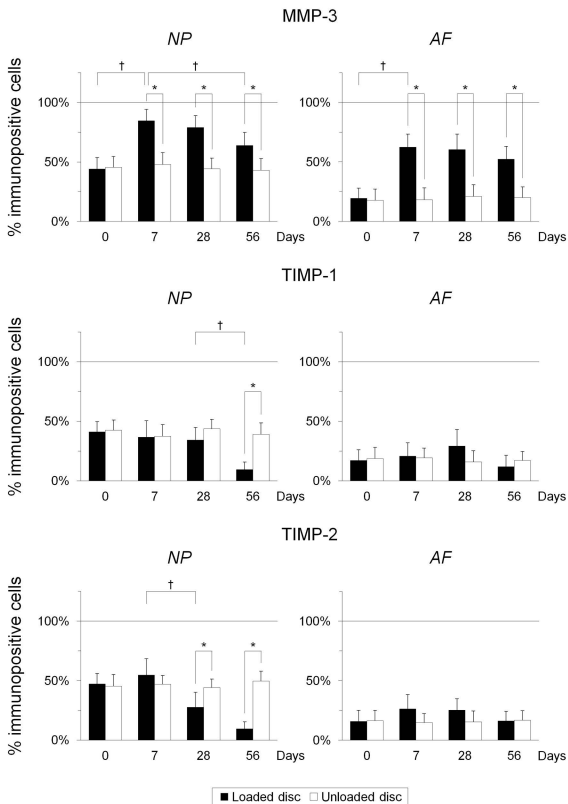 MMP-3
NP AF
† † * * * † * * *
% immunopositive cells
100% 100%
50% 50%
0% 0%
0 7 28 56 Days 0 7 28 56 Days
TIMP-1
NP AF
† *
% immunopositive cells
100% 100%
50% 50%
0% 0%
0 7 28 56 Days 0 7 28 56 Days
TIMP-2
NP AF
† * *
% immunopositive cells
100% 100%
50% 50%
0% 0%
0 7 28 56 Days 0 7 28 56 Days
Loaded disc Unloaded disc